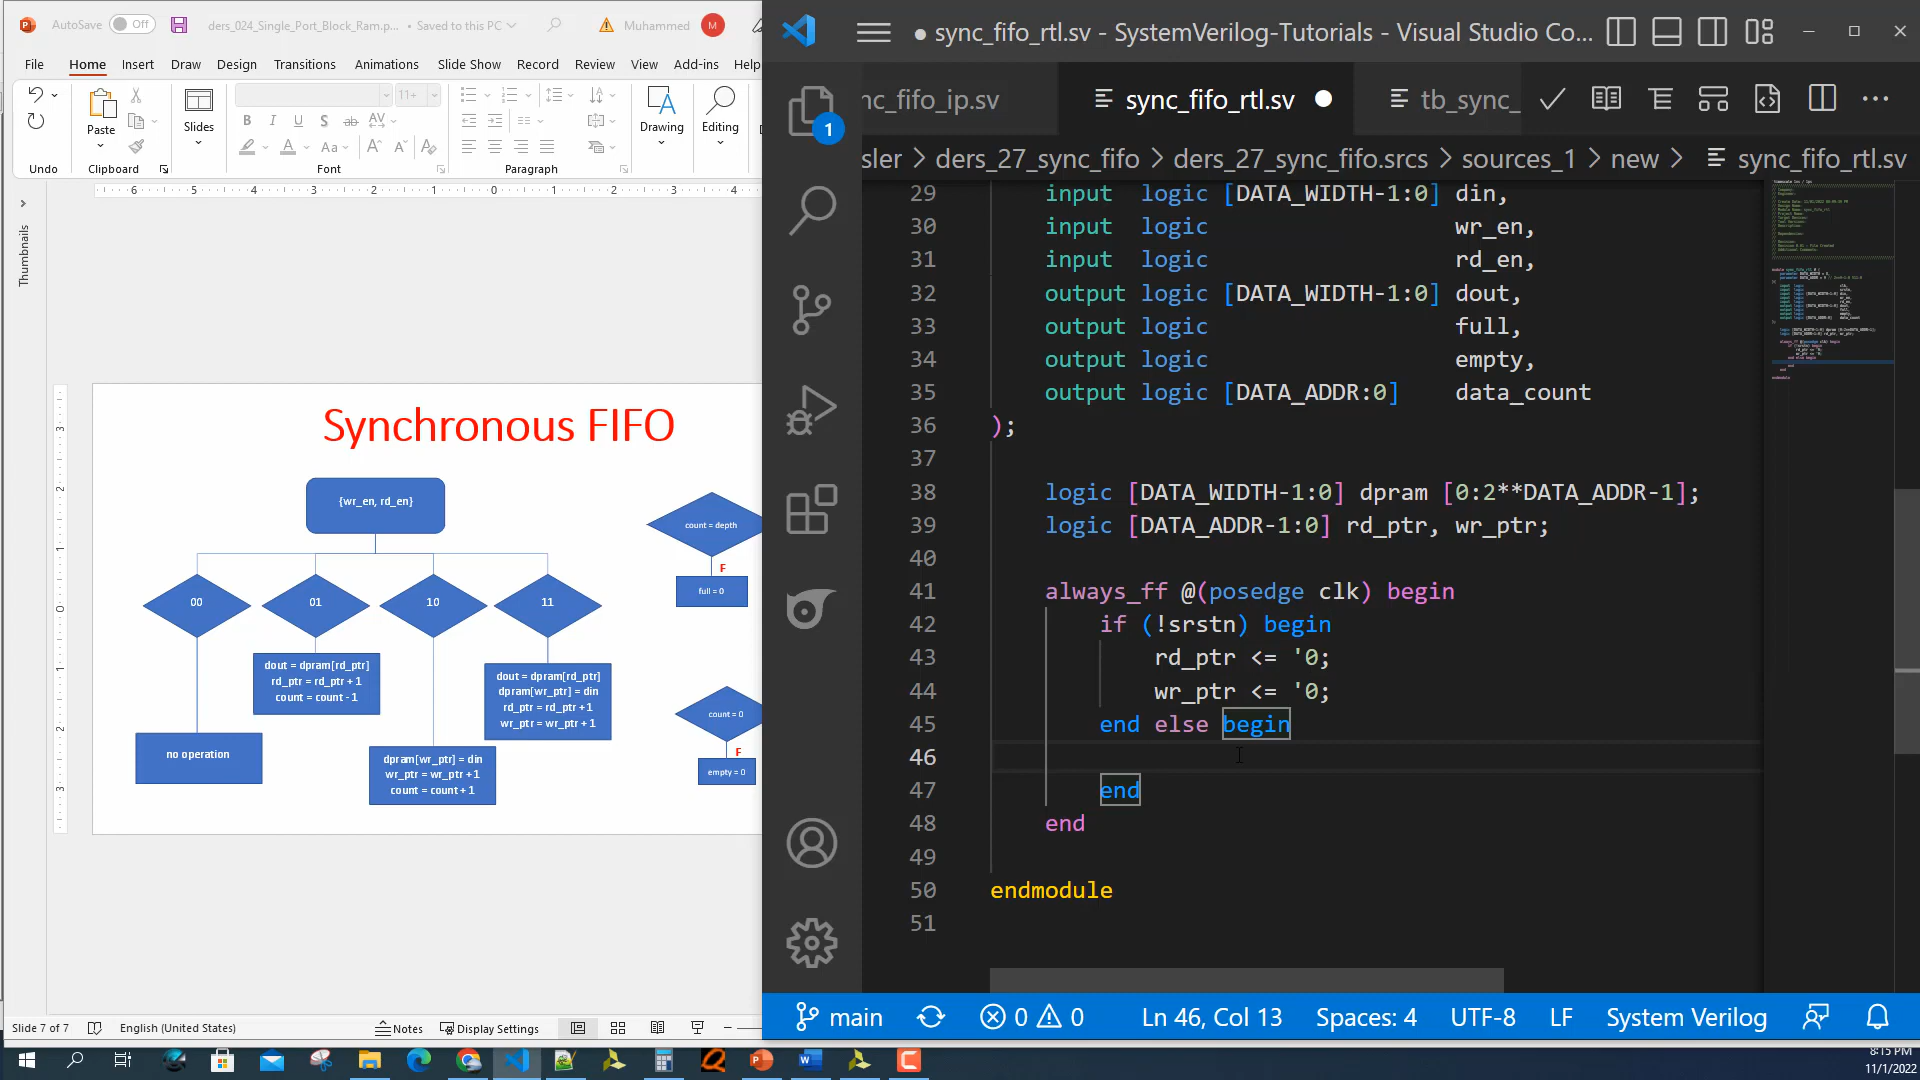 AutoSave Off ders_024_Single_Port_Block_Ram.p... • Saved to this PC Muhammed M
File Home Insert Draw Design Transitions Animations Slide Show Record Review View Add-ins Help
11+
Paste Slides Drawing Editing
Undo Clipboard Font Paragraph
Thumbnails
Synchronous FIFO
{wr_en, rd_en}
count = depth
F
full = 0
00 01 10 11
dout = dpram[rd_ptr]
rd_ptr = rd_ptr + 1
count = count - 1
dout = dpram[rd_ptr]
dpram[wr_ptr] = din
rd_ptr = rd_ptr + 1
wr_ptr = wr_ptr + 1
count = 0
F
empty = 0
no operation
dpram[wr_ptr] = din
wr_ptr = wr_ptr + 1
count = count + 1
Slide 7 of 7 English (United States) Notes Display Settings
● sync_fifo_rtl.sv - SystemVerilog-Tutorials - Visual Studio Co...
1
nc_fifo_ip.sv sync_fifo_rtl.sv tb_sync_
sler > ders_27_sync_fifo > ders_27_sync_fifo.srcs > sources_1 > new > sync_fifo_rtl.sv
29 input logic [DATA_WIDTH-1:0] din,
30 input logic wr_en,
31 input logic rd_en,
32 output logic [DATA_WIDTH-1:0] dout,
33 output logic full,
34 output logic empty,
35 output logic [DATA_ADDR:0] data_count
36 );
37
38 logic [DATA_WIDTH-1:0] dpram [0:2**DATA_ADDR-1];
39 logic [DATA_ADDR-1:0] rd_ptr, wr_ptr;
40
41 always_ff @(posedge clk) begin
42 if (!srstn) begin
43 rd_ptr <= '0;
44 wr_ptr <= '0;
45 end else begin
46
47 end
48 end
49
50 endmodule
51
main 0 0 Ln 46, Col 13 Spaces: 4 UTF-8 LF System Verilog
8:15 PM
11/1/2022